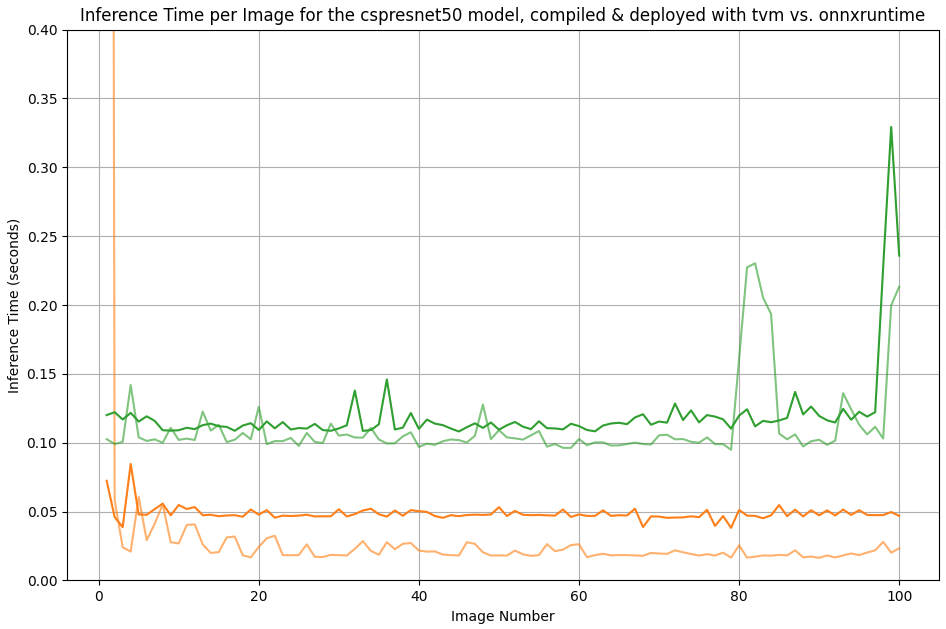 Inference Time per Image for the cspresnet50 model, compiled & deployed with tvm vs. onnxruntime
0.40
0.35
0.30
0.25
0.20
0.15
0.10
0.05
0.00
Inference Time (seconds)
0 20 40 60 80 100
Image Number